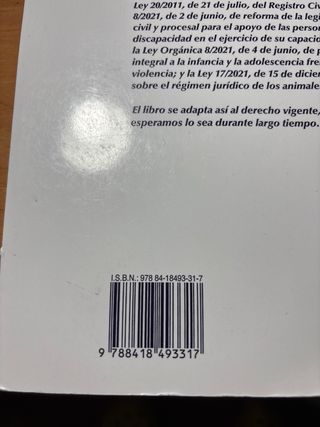 Ley 20/2011, de 21 de julio, del Registro Civ
8/2021, de 2 de junio, de reforma de la legi
civil y procesal para el apoyo de las person
discapacidad en el ejercicio de su capacid
la Ley Orgánica 8/2021, de 4 de junio, de p
integral a la infancia y la adolescencia fre
violencia; y la Ley 17/2021, de 15 de dicien
sobre el régimen jurídico de los animales
El libro se adapta así al derecho vigente,
esperamos lo sea durante largo tiempo.
I.S.B.N.: 978 84-18493-31-7
9 788418 493317